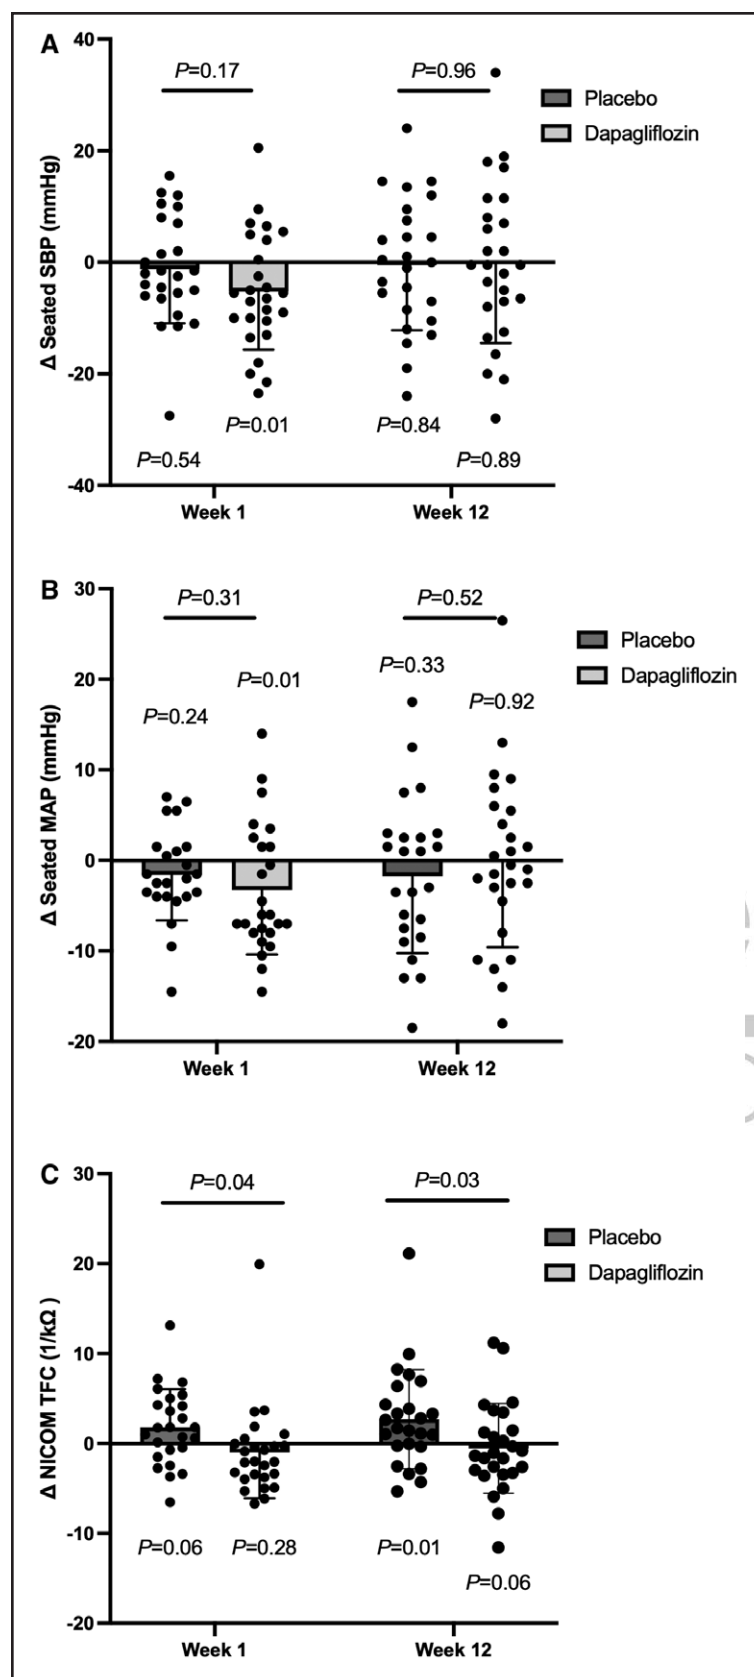 A
40
P=0.17
P=0.96
Placebo
Dapagliflozin
20
Δ Seated SBP (mmHg)
0
-20
P=0.01
P=0.84
P=0.54
P=0.89
-40
Week 1
Week 12
B
30
P=0.31
P=0.52
Placebo
Dapagliflozin
20
P=0.33
P=0.01
P=0.92
P=0.24
Δ Seated MAP (mmHg)
10
0
-10
-20
Week 1
Week 12
C
30
P=0.04
P=0.03
Placebo
Dapagliflozin
20
Δ NICOM TFC (1/kΩ )
10
0
-10
P=0.06
P=0.28
P=0.01
P=0.06
-20
Week 1
Week 12